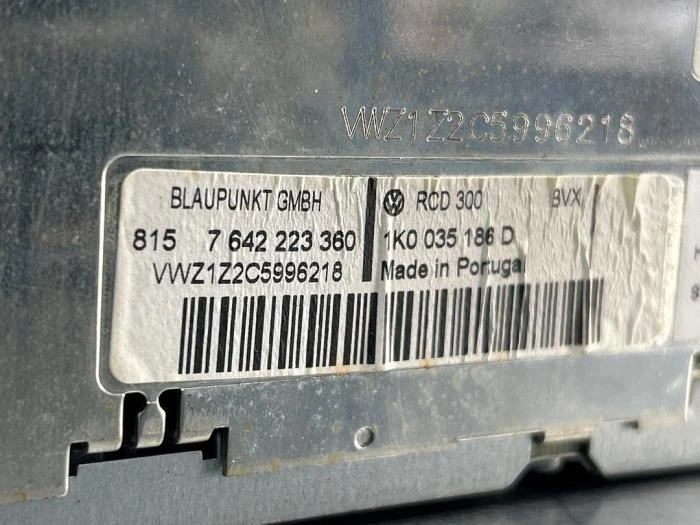 VWZ1Z2C5996218
BLAUPUNKT GMBH
815 7 642 223 360
VWZ1Z2C5996218
RCD 300 BVX
1K0 035 186 D
Made in Portugal